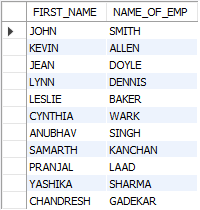 FIRST_NAME NAME_OF_EMP
JOHN SMITH
KEVIN ALLEN
JEAN DOYLE
LYNN DENNIS
LESLIE BAKER
CYNTHIA WARK
ANUBHAV SINGH
SAMARTH KANCHAN
PRANJAL LAAD
YASHIKA SHARMA
CHANDRESH GADEKAR